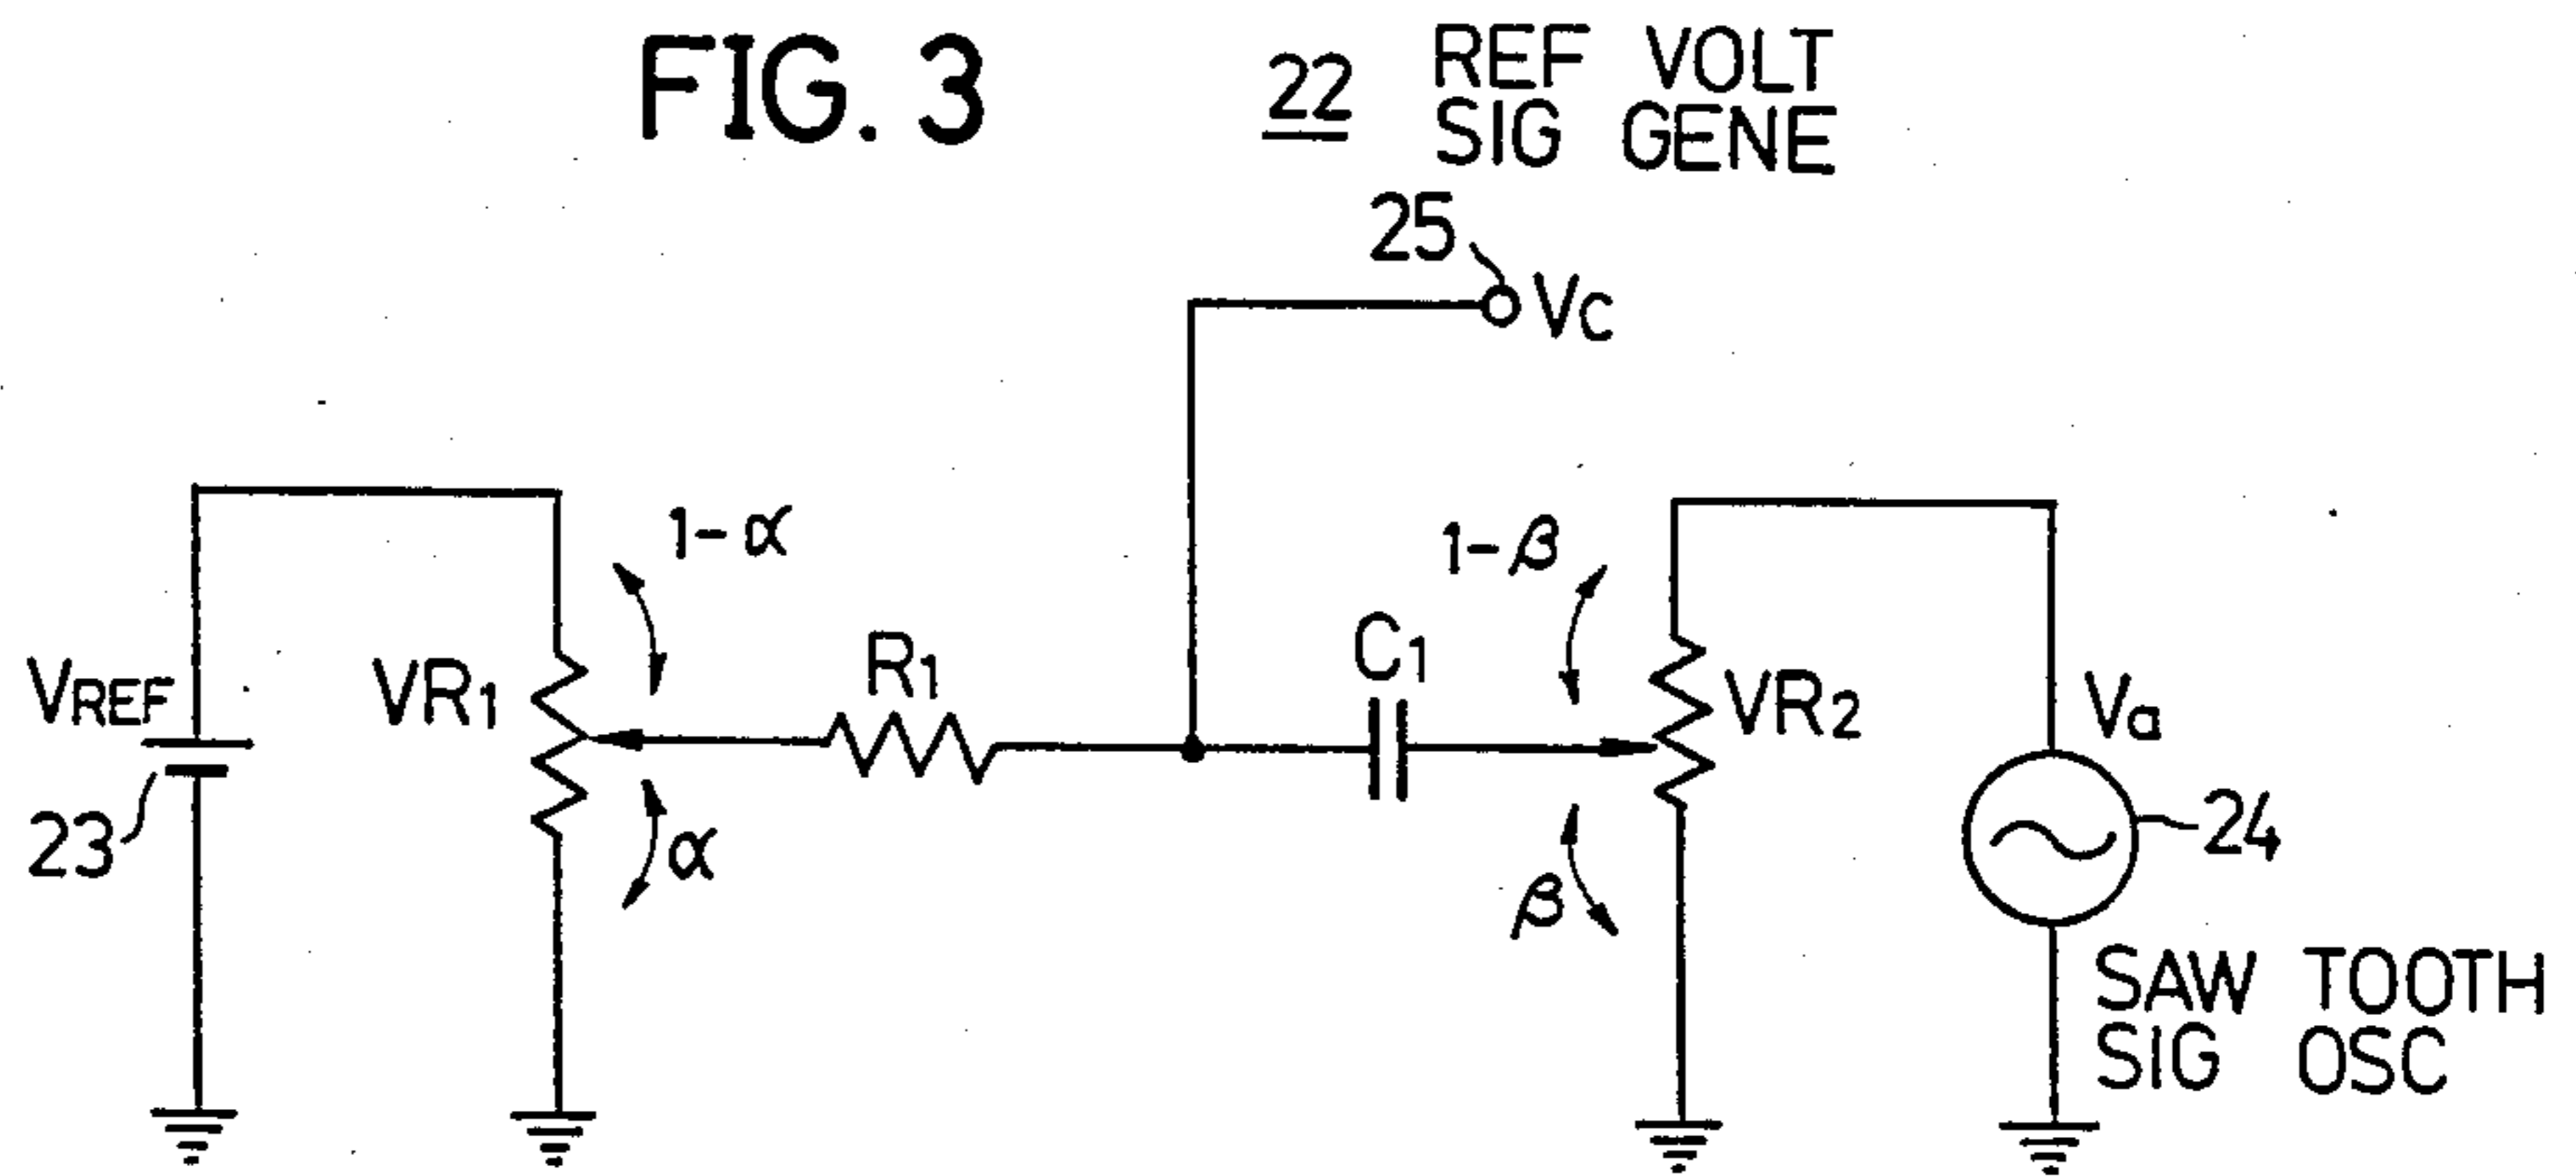 FIG. 3
22 REF VOLT
SIG GENE
25
Vc
1-α
1-β
VREF
VR1
R1
C1
VR2
Va
23
α
β
24
SAW TOOTH
SIG OSC